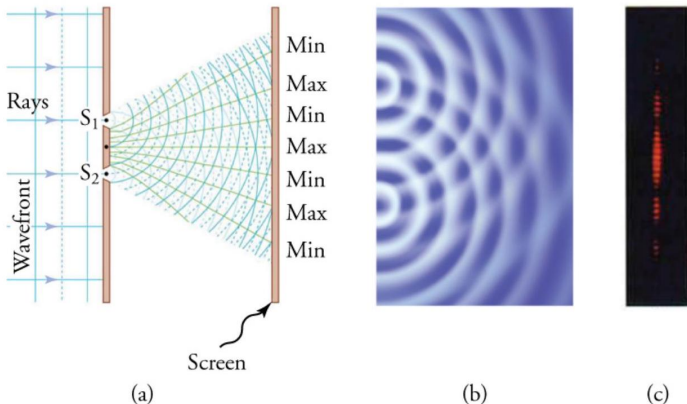 Min
Max
Rays
S1
Min
Max
S2
Min
Wavefront
Max
Min
Screen
(a)
(b)
(c)